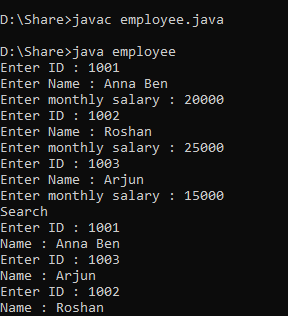 D:\Share>javac employee.java
D:\Share>java employee
Enter ID : 1001
Enter Name : Anna Ben
Enter monthly salary : 20000
Enter ID : 1002
Enter Name : Roshan
Enter monthly salary : 25000
Enter ID : 1003
Enter Name : Arjun
Enter monthly salary : 15000
Search
Enter ID : 1001
Name : Anna Ben
Enter ID : 1003
Name : Arjun
Enter ID : 1002
Name : Roshan